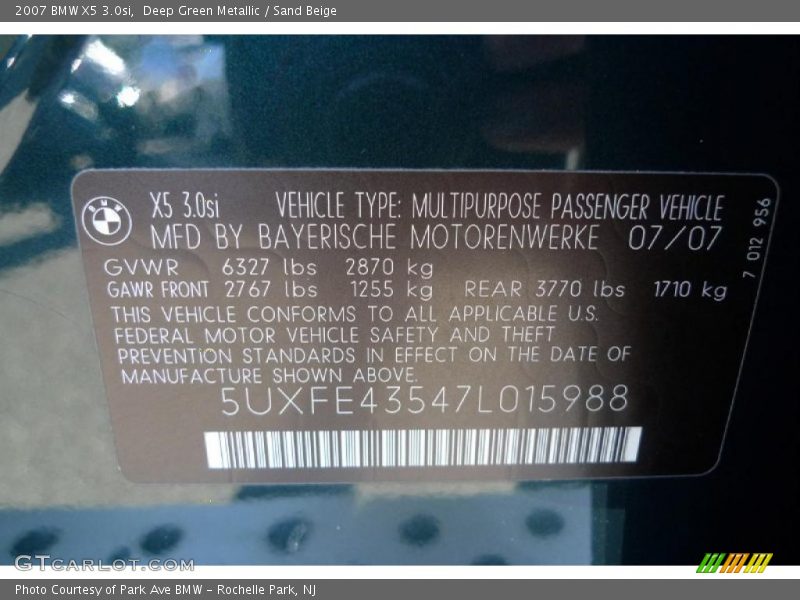 2007 BMW X5 3.0si, Deep Green Metallic / Sand Beige
BMW
X5 3.0si VEHICLE TYPE: MULTIPURPOSE PASSENGER VEHICLE
MFD BY BAYERISCHE MOTORENWERKE 07/07
7 012 956
GVWR 6327 lbs 2870 kg
GAWR FRONT 2767 lbs 1255 kg REAR 3770 lbs 1710 kg
THIS VEHICLE CONFORMS TO ALL APPLICABLE U.S.
FEDERAL MOTOR VEHICLE SAFETY AND THEFT
PREVENTION STANDARDS IN EFFECT ON THE DATE OF
MANUFACTURE SHOWN ABOVE.
5UXFE43547L015988
GTCARLOT.COM
Photo Courtesy of Park Ave BMW - Rochelle Park, NJ